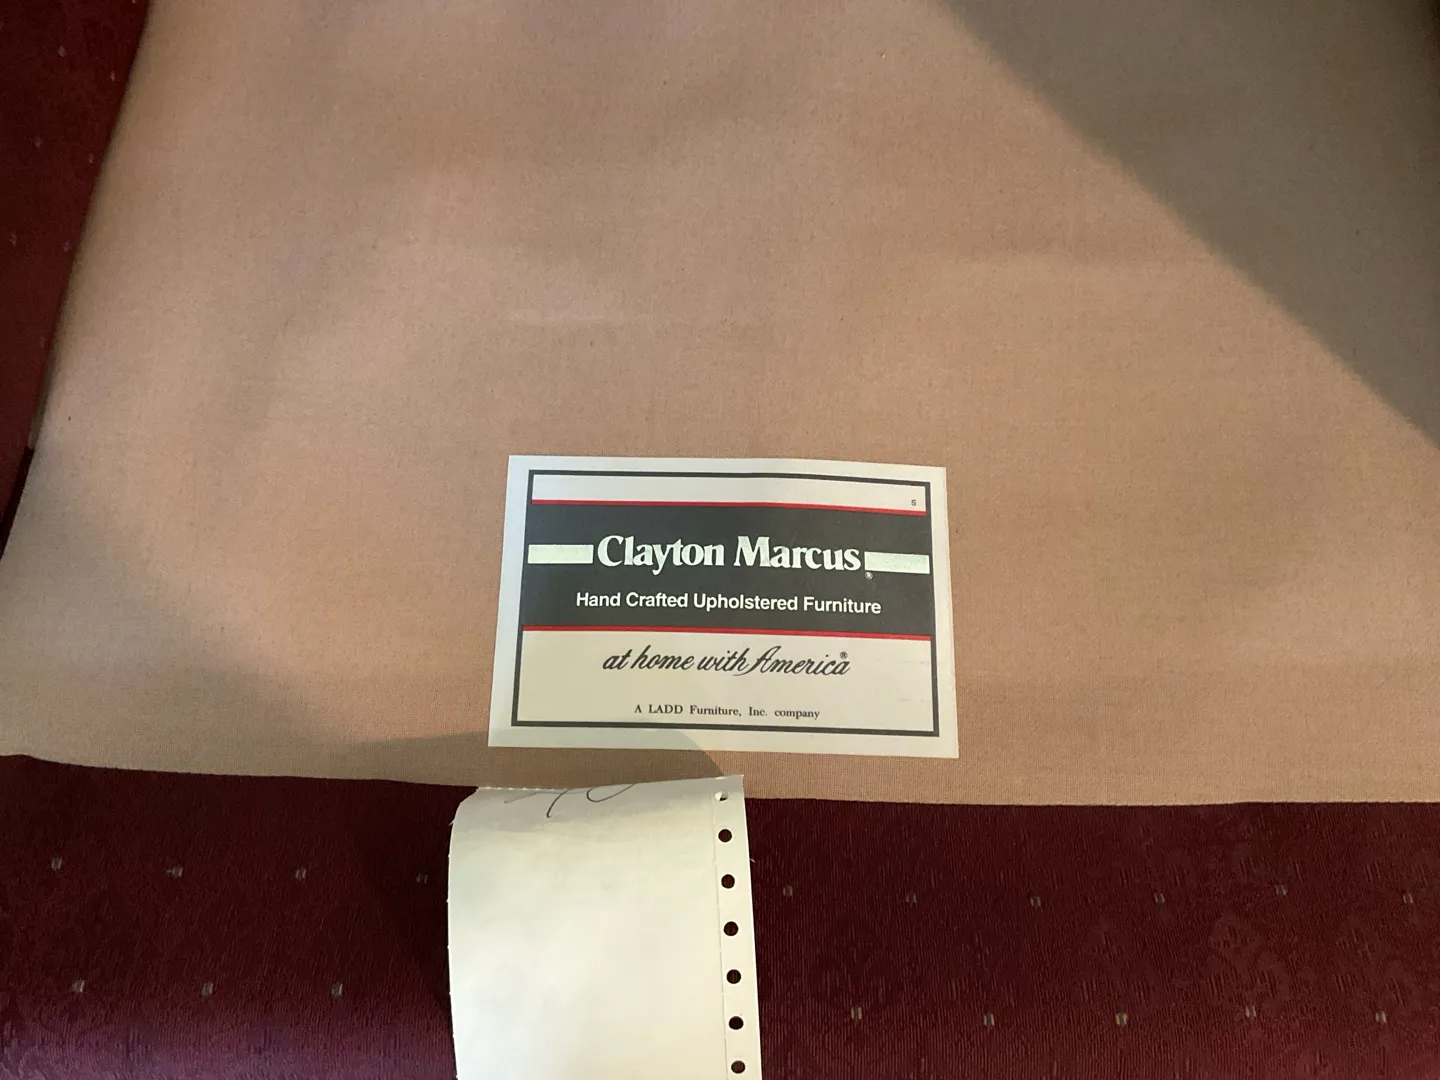 S
Clayton Marcus®
Hand Crafted Upholstered Furniture
at home with America®
A LADD Furniture, Inc. company